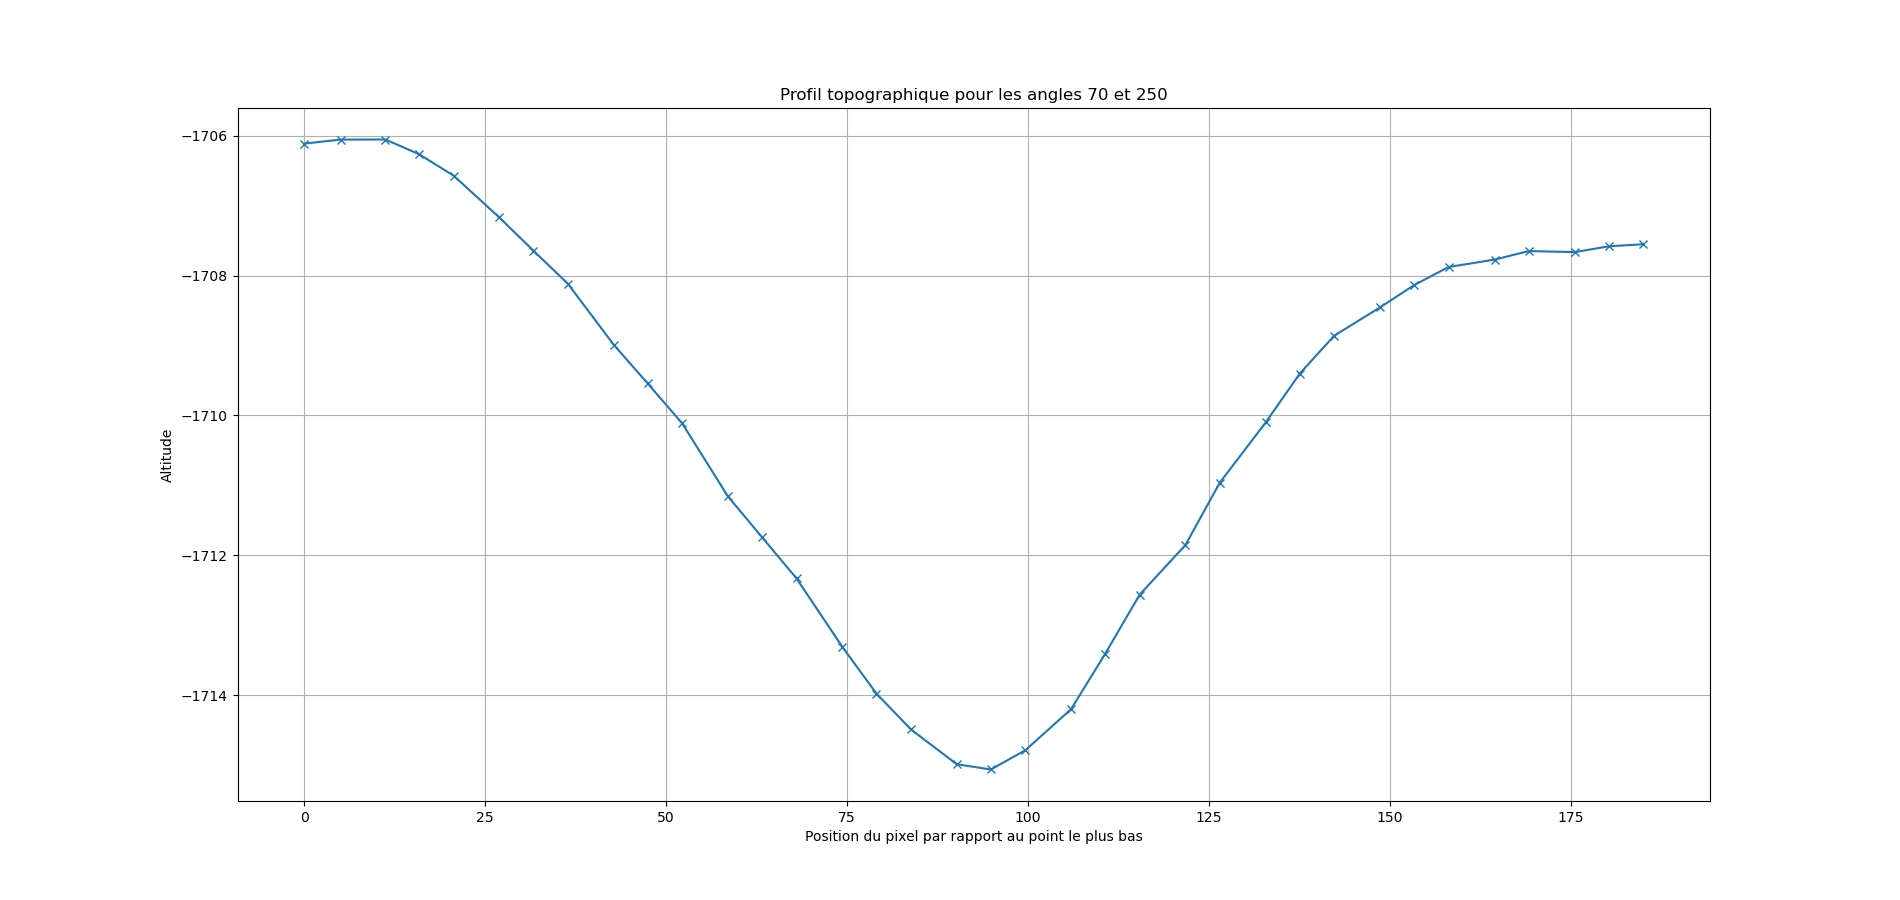 Profil topographique pour les angles 70 et 250
−1706
−1708
−1710
−1712
−1714
Altitude
0 25 50 75 100 125 150 175
Position du pixel par rapport au point le plus bas